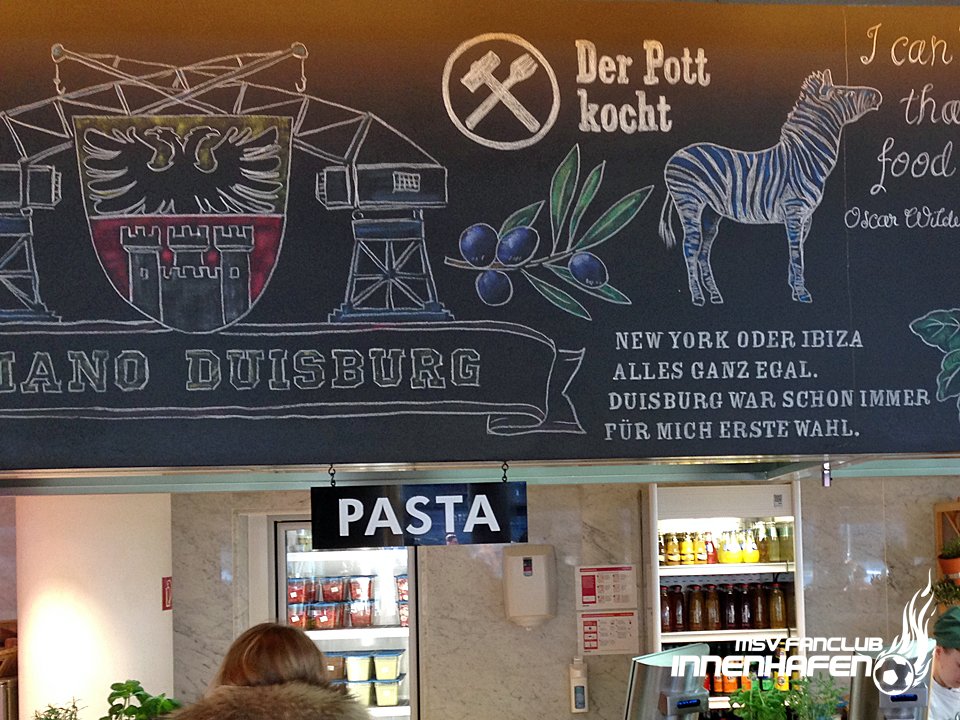 Der Pott
kocht
I can
food
Oscar Wilde
IANO DUISBURG
NEW YORK ODER IBIZA
ALLES GANZ EGAL.
DUISBURG WAR SCHON IMMER
FÜR MICH ERSTE WAHL.
PASTA
MSV FANCLUB
INNENHAFEN